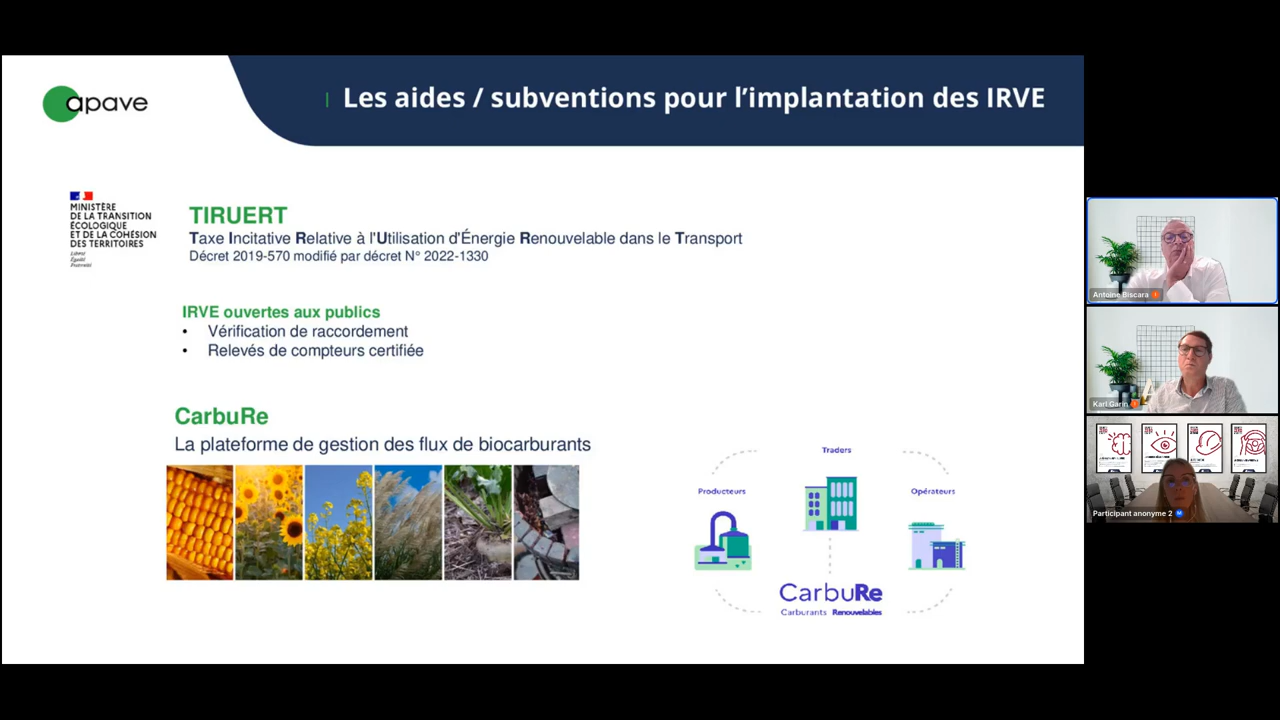 apave
Les aides / subventions pour l'implantation des IRVE
MINISTÈRE
DE LA TRANSITION
ÉCOLOGIQUE
ET DE LA COHÉSION
DES TERRITOIRES
Liberté
Égalité
Fraternité
TIRUERT
Taxe Incitative Relative à l'Utilisation d'Énergie Renouvelable dans le Transport
Décret 2019-570 modifié par décret N° 2022-1330
IRVE ouvertes aux publics
• Vérification de raccordement
• Relevés de compteurs certifiée
CarbuRe
La plateforme de gestion des flux de biocarburants
Traders
Producteurs
Opérateurs
CarbuRe
Carburants Renouvelables
Antoine Biscara
Karl Garin
Participant anonyme 2
M